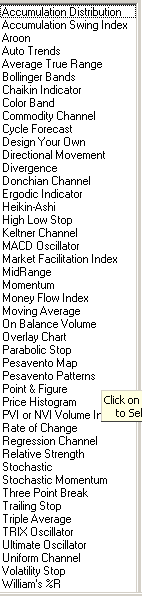 Accumulation Distribution
Accumulation Swing Index
Aroon
Auto Trends
Average True Range
Bollinger Bands
Chaikin Indicator
Color Band
Commodity Channel
Cycle Forecast
Design Your Own
Directional Movement
Divergence
Donchian Channel
Ergodic Indicator
Heikin-Ashi
High Low Stop
Keltner Channel
MACD Oscillator
Market Facilitation Index
MidRange
Momentum
Money Flow Index
Moving Average
On Balance Volume
Overlay Chart
Parabolic Stop
Pesavento Map
Pesavento Patterns
Point & Figure
Price Histogram
PVI or NVI Volume
Rate of Change
Regression Channel
Relative Strength
Stochastic
Stochastic Momentum
Three Point Break
Trailing Stop
Triple Average
TRIX Oscillator
Ultimate Oscillator
Uniform Channel
Volatility Stop
William's %R
Click on
to